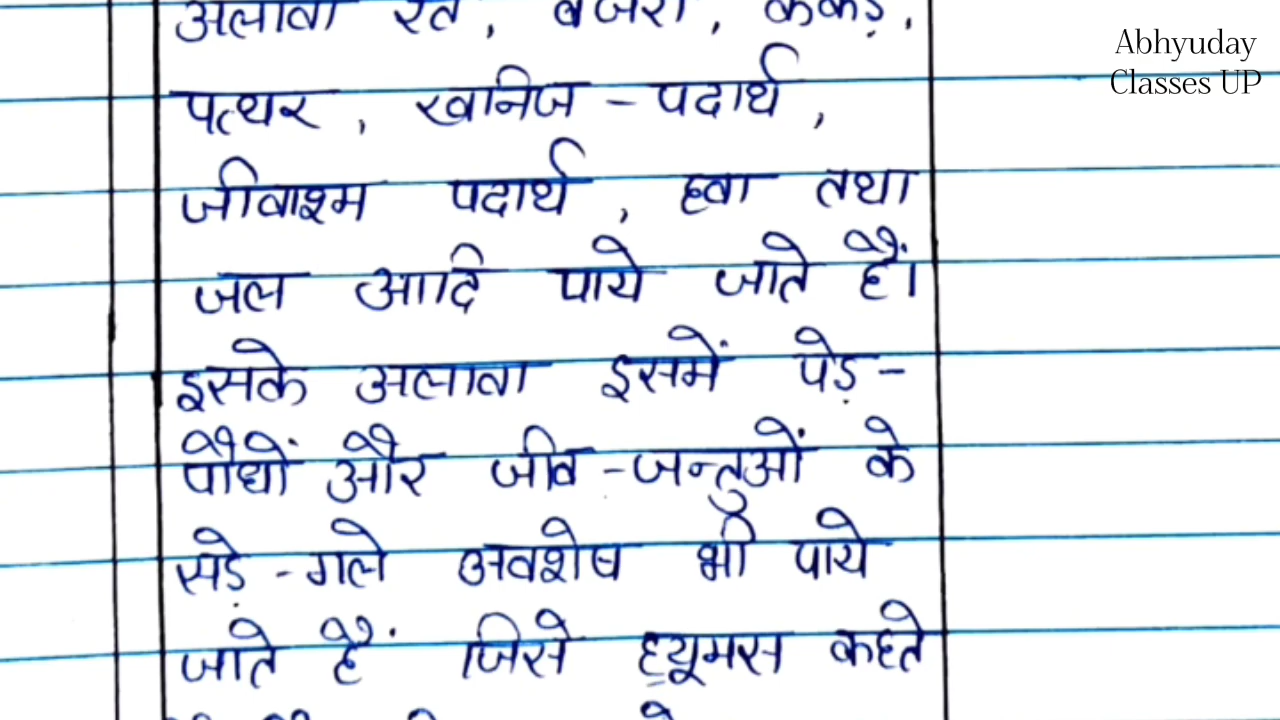 अलावा रेत, बजरी, कंकड़,
पत्थर, खनिज - पदार्थ,
जीवाश्म पदार्थ, हवा तथा
जल आदि पाये जाते हैं।
इसके अलावा इसमें पेड़-
पौधों और जीव-जन्तुओं के
सड़े-गले अवशेष भी पाये
जाते हैं जिसे ह्यूमस कहते
Abhyuday
Classes UP